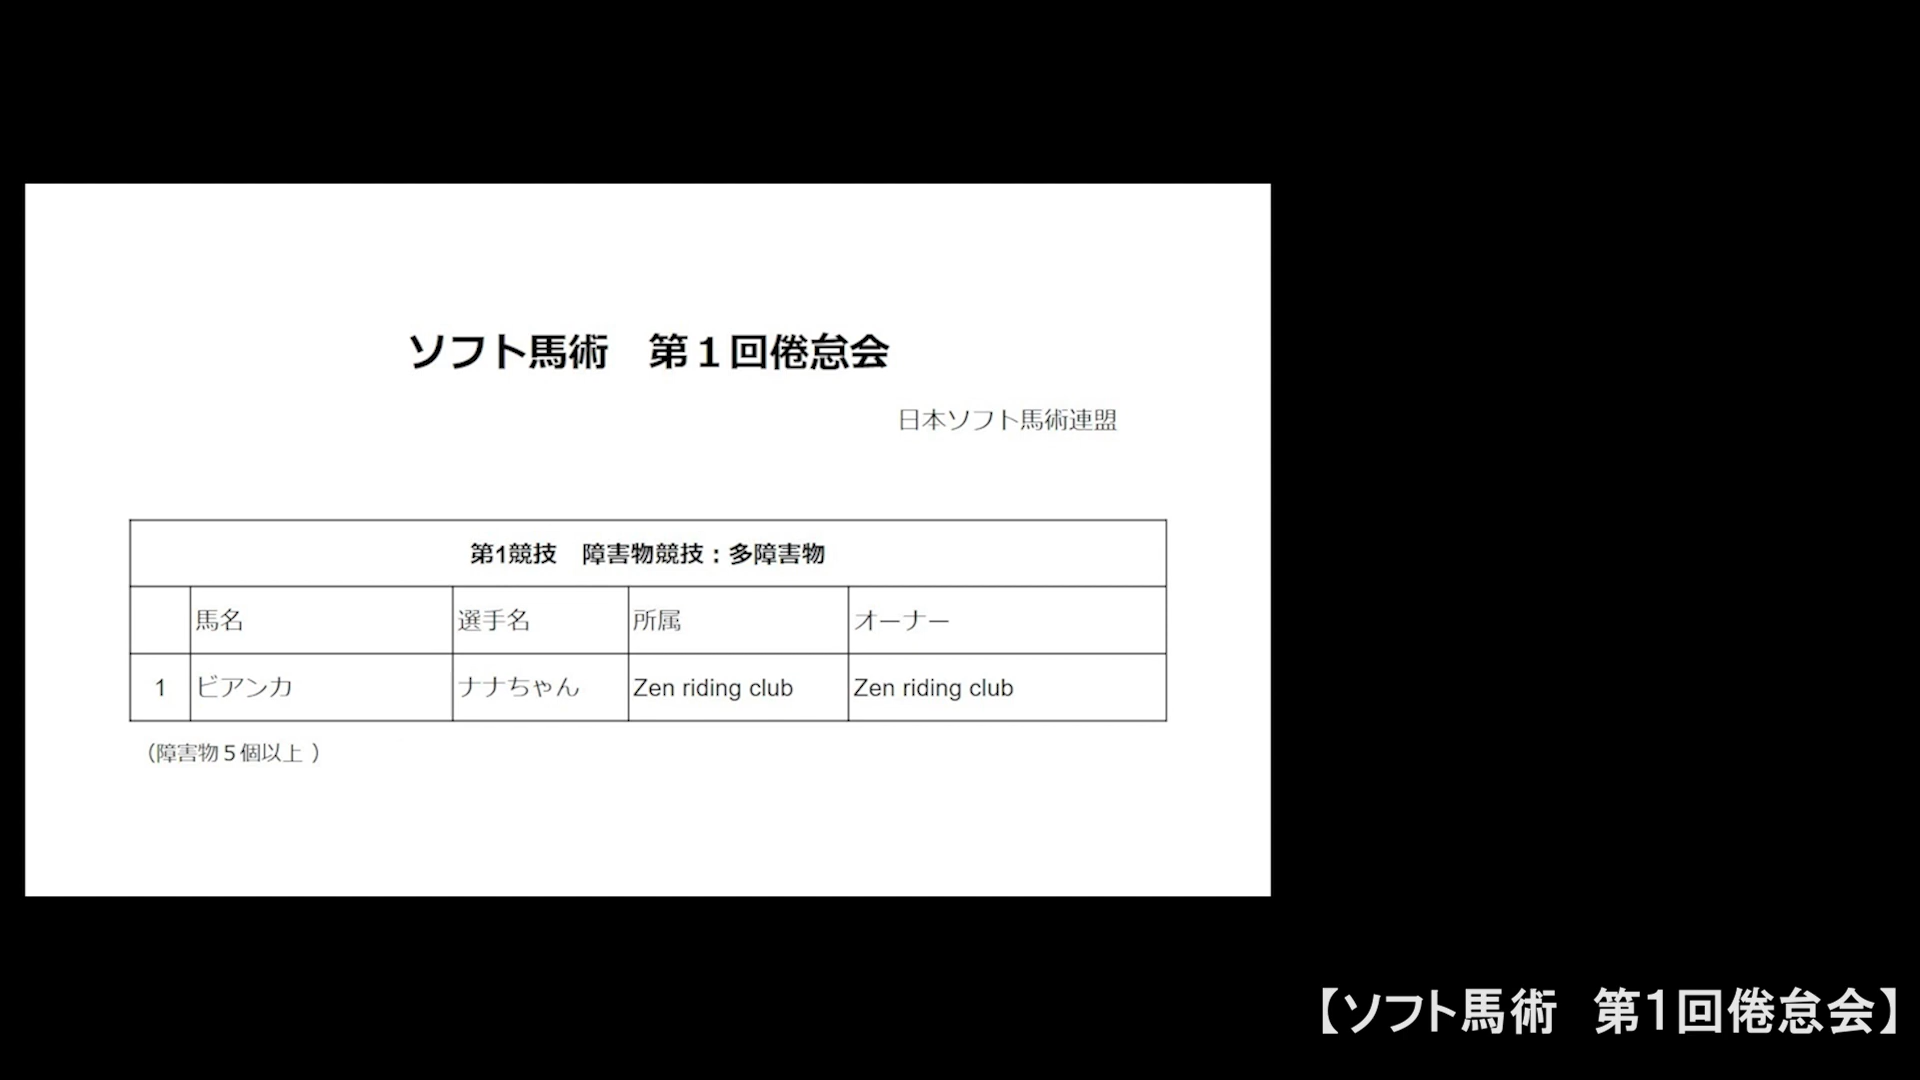 ソフト馬術　第１回倦怠会
日本ソフト馬術連盟
第1競技　障害物競技：多障害物
馬名 選手名 所属 オーナー
1 ビアンカ ナナちゃん Zen riding club Zen riding club
（障害物５個以上 ）
【ソフト馬術　第1回倦怠会】